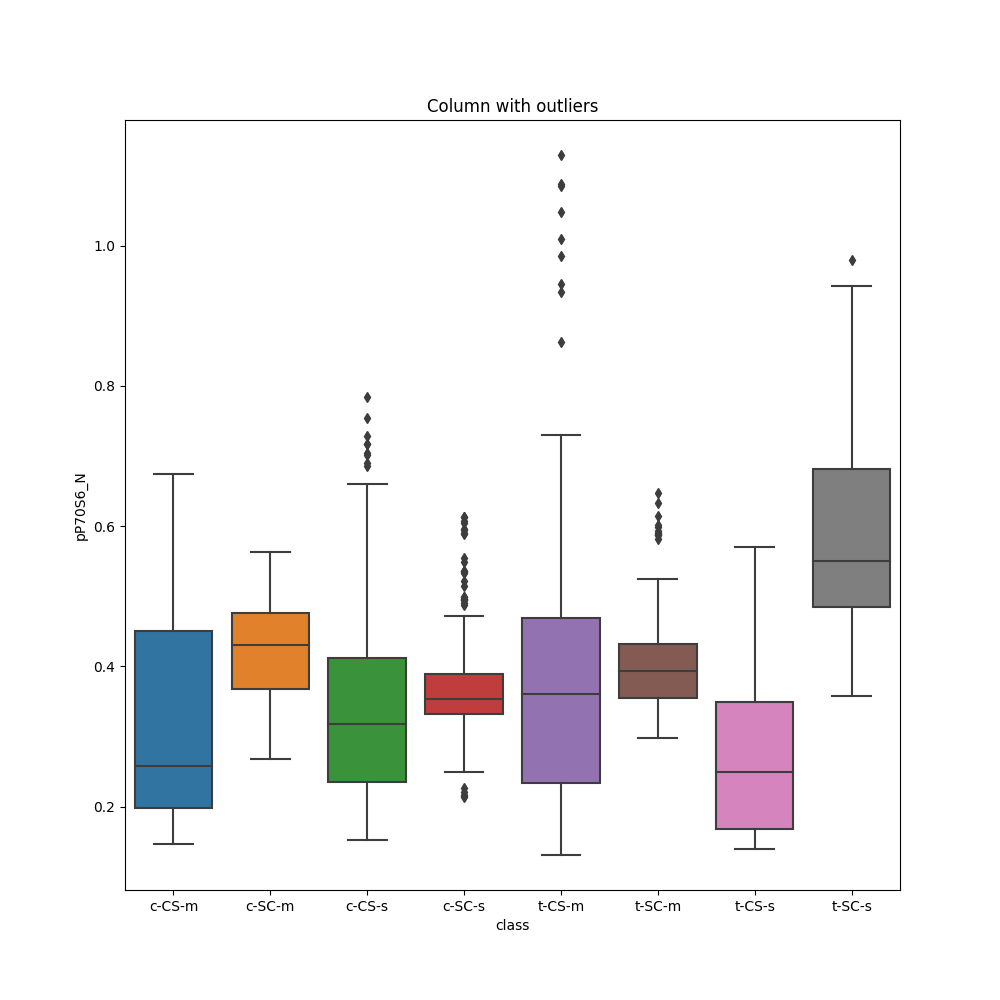 Column with outliers
pP70S6_N
1.0
0.8
0.6
0.4
0.2
c-CS-m c-SC-m c-CS-s c-SC-s t-CS-m t-SC-m t-CS-s t-SC-s
class